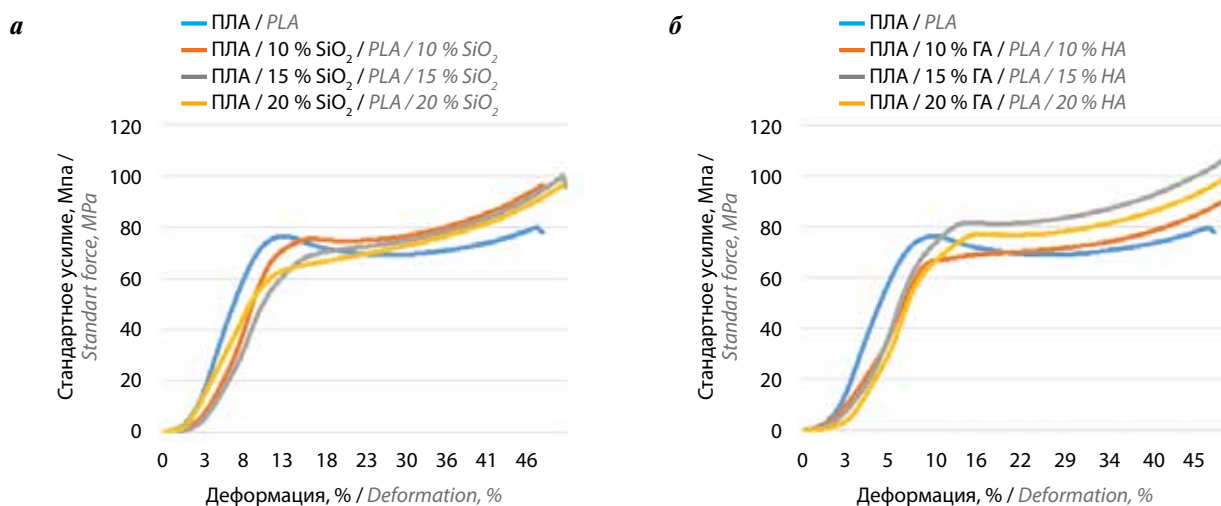 а
ПЛА / PLA
ПЛА / 10 % SiO₂ / PLA / 10 % SiO₂
ПЛА / 15 % SiO₂ / PLA / 15 % SiO₂
ПЛА / 20 % SiO₂ / PLA / 20 % SiO₂
Стандартное усилие, Мпа /
Standart force, MPa
120
100
80
60
40
20
0
0 3 8 13 18 23 30 36 41 46
Деформация, % / Deformation, %
б
ПЛА / PLA
ПЛА / 10 % ГА / PLA / 10 % HA
ПЛА / 15 % ГА / PLA / 15 % HA
ПЛА / 20 % ГА / PLA / 20 % HA
Стандартное усилие, Мпа /
Standart force, MPa
120
100
80
60
40
20
0
0 3 5 10 16 22 29 34 40 45
Деформация, % / Deformation, %